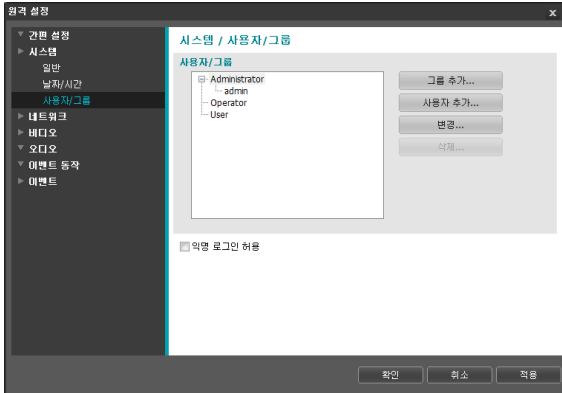 원격 설정
x
간편 설정
시스템
일반
날짜/시간
사용자/그룹
네트워크
비디오
오디오
이벤트 동작
이벤트
시스템 / 사용자/그룹
사용자/그룹
Administrator
admin
Operator
User
그룹 추가...
사용자 추가...
변경...
삭제...
익명 로그인 허용
확인
취소
적용